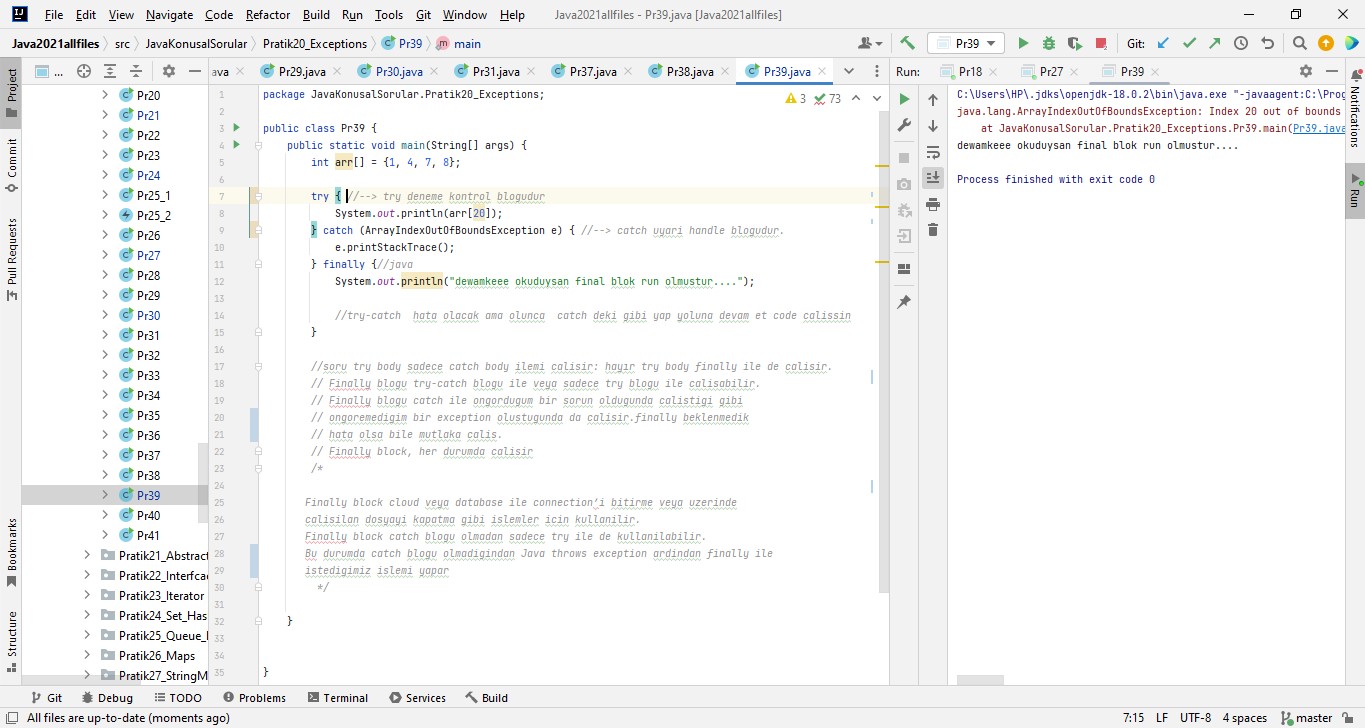 File Edit View Navigate Code Refactor Build Run Tools Git Window Help Java2021allfiles - Pr39.java [Java2021allfiles]
Java2021allfiles src JavaKonusalSorular Pratik20_Exceptions Pr39 main Pr39 Git:
... ava Pr29.java Pr30.java Pr31.java Pr37.java Pr38.java Pr39.java Run: Pr18 Pr27 Pr39
Project
Commit
Pull Requests
Bookmarks
Structure
Pr20
Pr21
Pr22
Pr23
Pr24
Pr25_1
Pr25_2
Pr26
Pr27
Pr28
Pr29
Pr30
Pr31
Pr32
Pr33
Pr34
Pr35
Pr36
Pr37
Pr38
Pr39
Pr40
Pr41
Pratik21_Abstract
Pratik22_Interfcae
Pratik23_Iterator
Pratik24_Set_Has
Pratik25_Queue_
Pratik26_Maps
Pratik27_StringM
3 73
1 package JavaKonusalSorular.Pratik20_Exceptions;
2
3 public class Pr39 {
4 public static void main(String[] args) {
5 int arr[] = {1, 4, 7, 8};
6
7 try { //--> try deneme kontrol blogudur
8 System.out.println(arr[20]);
9 } catch (ArrayIndexOutOfBoundsException e) { //--> catch uyari handle blogudur.
10 e.printStackTrace();
11 } finally {//java
12 System.out.println("dewamkeee okuduysan final blok run olmustur....");
13
14 //try-catch hata olacak ama olunca catch deki gibi yap yoluna devam et code calissin
15 }
16
17 //soru try body sadece catch body ilemi calisir: hayır try body finally ile de calisir.
18 // Finally blogu try-catch blogu ile veya sadece try blogu ile calisabilir.
19 // Finally blogu catch ile ongordugum bir sorun oldugunda calistigi gibi
20 // ongoremedigim bir exception olustugunda da calisir.finally beklenmedik
21 // hata olsa bile mutlaka calis.
22 // Finally block, her durumda calisir
23 /*
24
25 Finally block cloud veya database ile connection'i bitirme veya uzerinde
26 calisilan dosyayi kapatma gibi islemler icin kullanilir.
27 Finally block catch blogu olmadan sadece try ile de kullanilabilir.
28 Bu durumda catch blogu olmadigindan Java throws exception ardindan finally ile
29 istedigimiz islemi yapar
30 */
31
32 }
33
34
35 }
C:\Users\HP\.jdks\openjdk-18.0.2\bin\java.exe "-javaagent:C:\Prog
java.lang.ArrayIndexOutOfBoundsException: Index 20 out of bounds
at JavaKonusalSorular.Pratik20_Exceptions.Pr39.main(Pr39.java
dewamkeee okuduysan final blok run olmustur....
Process finished with exit code 0
Notifications
Run
Git Debug TODO Problems Terminal Services Build
All files are up-to-date (moments ago) 7:15 LF UTF-8 4 spaces master